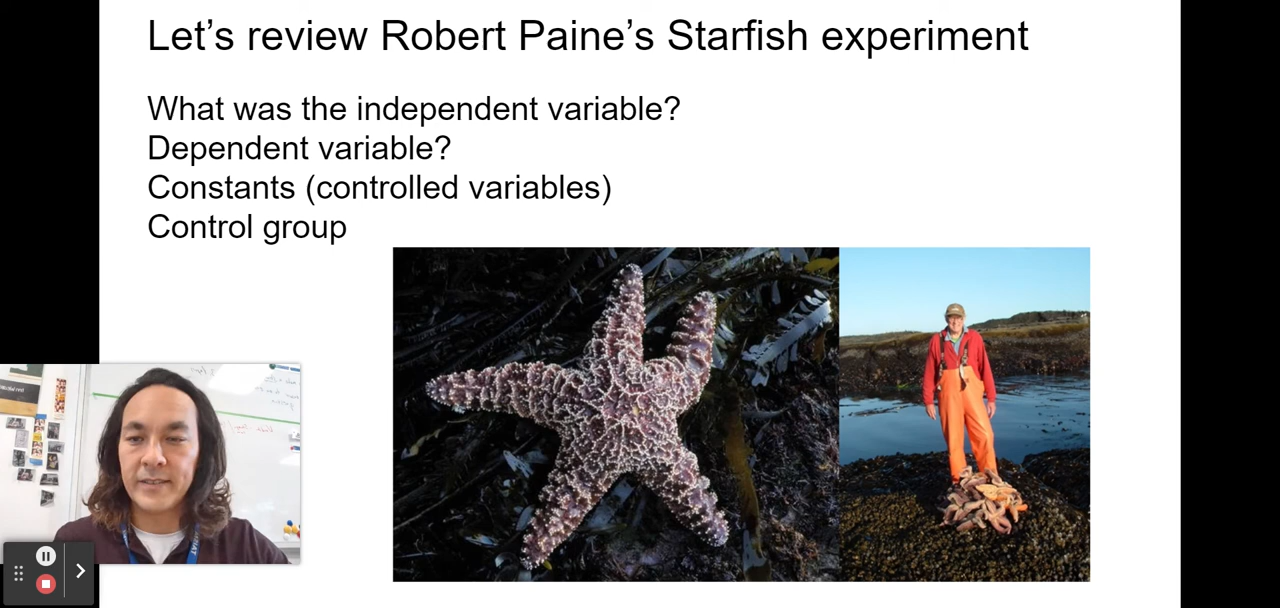 Let's review Robert Paine's Starfish experiment
What was the independent variable?
Dependent variable?
Constants (controlled variables)
Control group